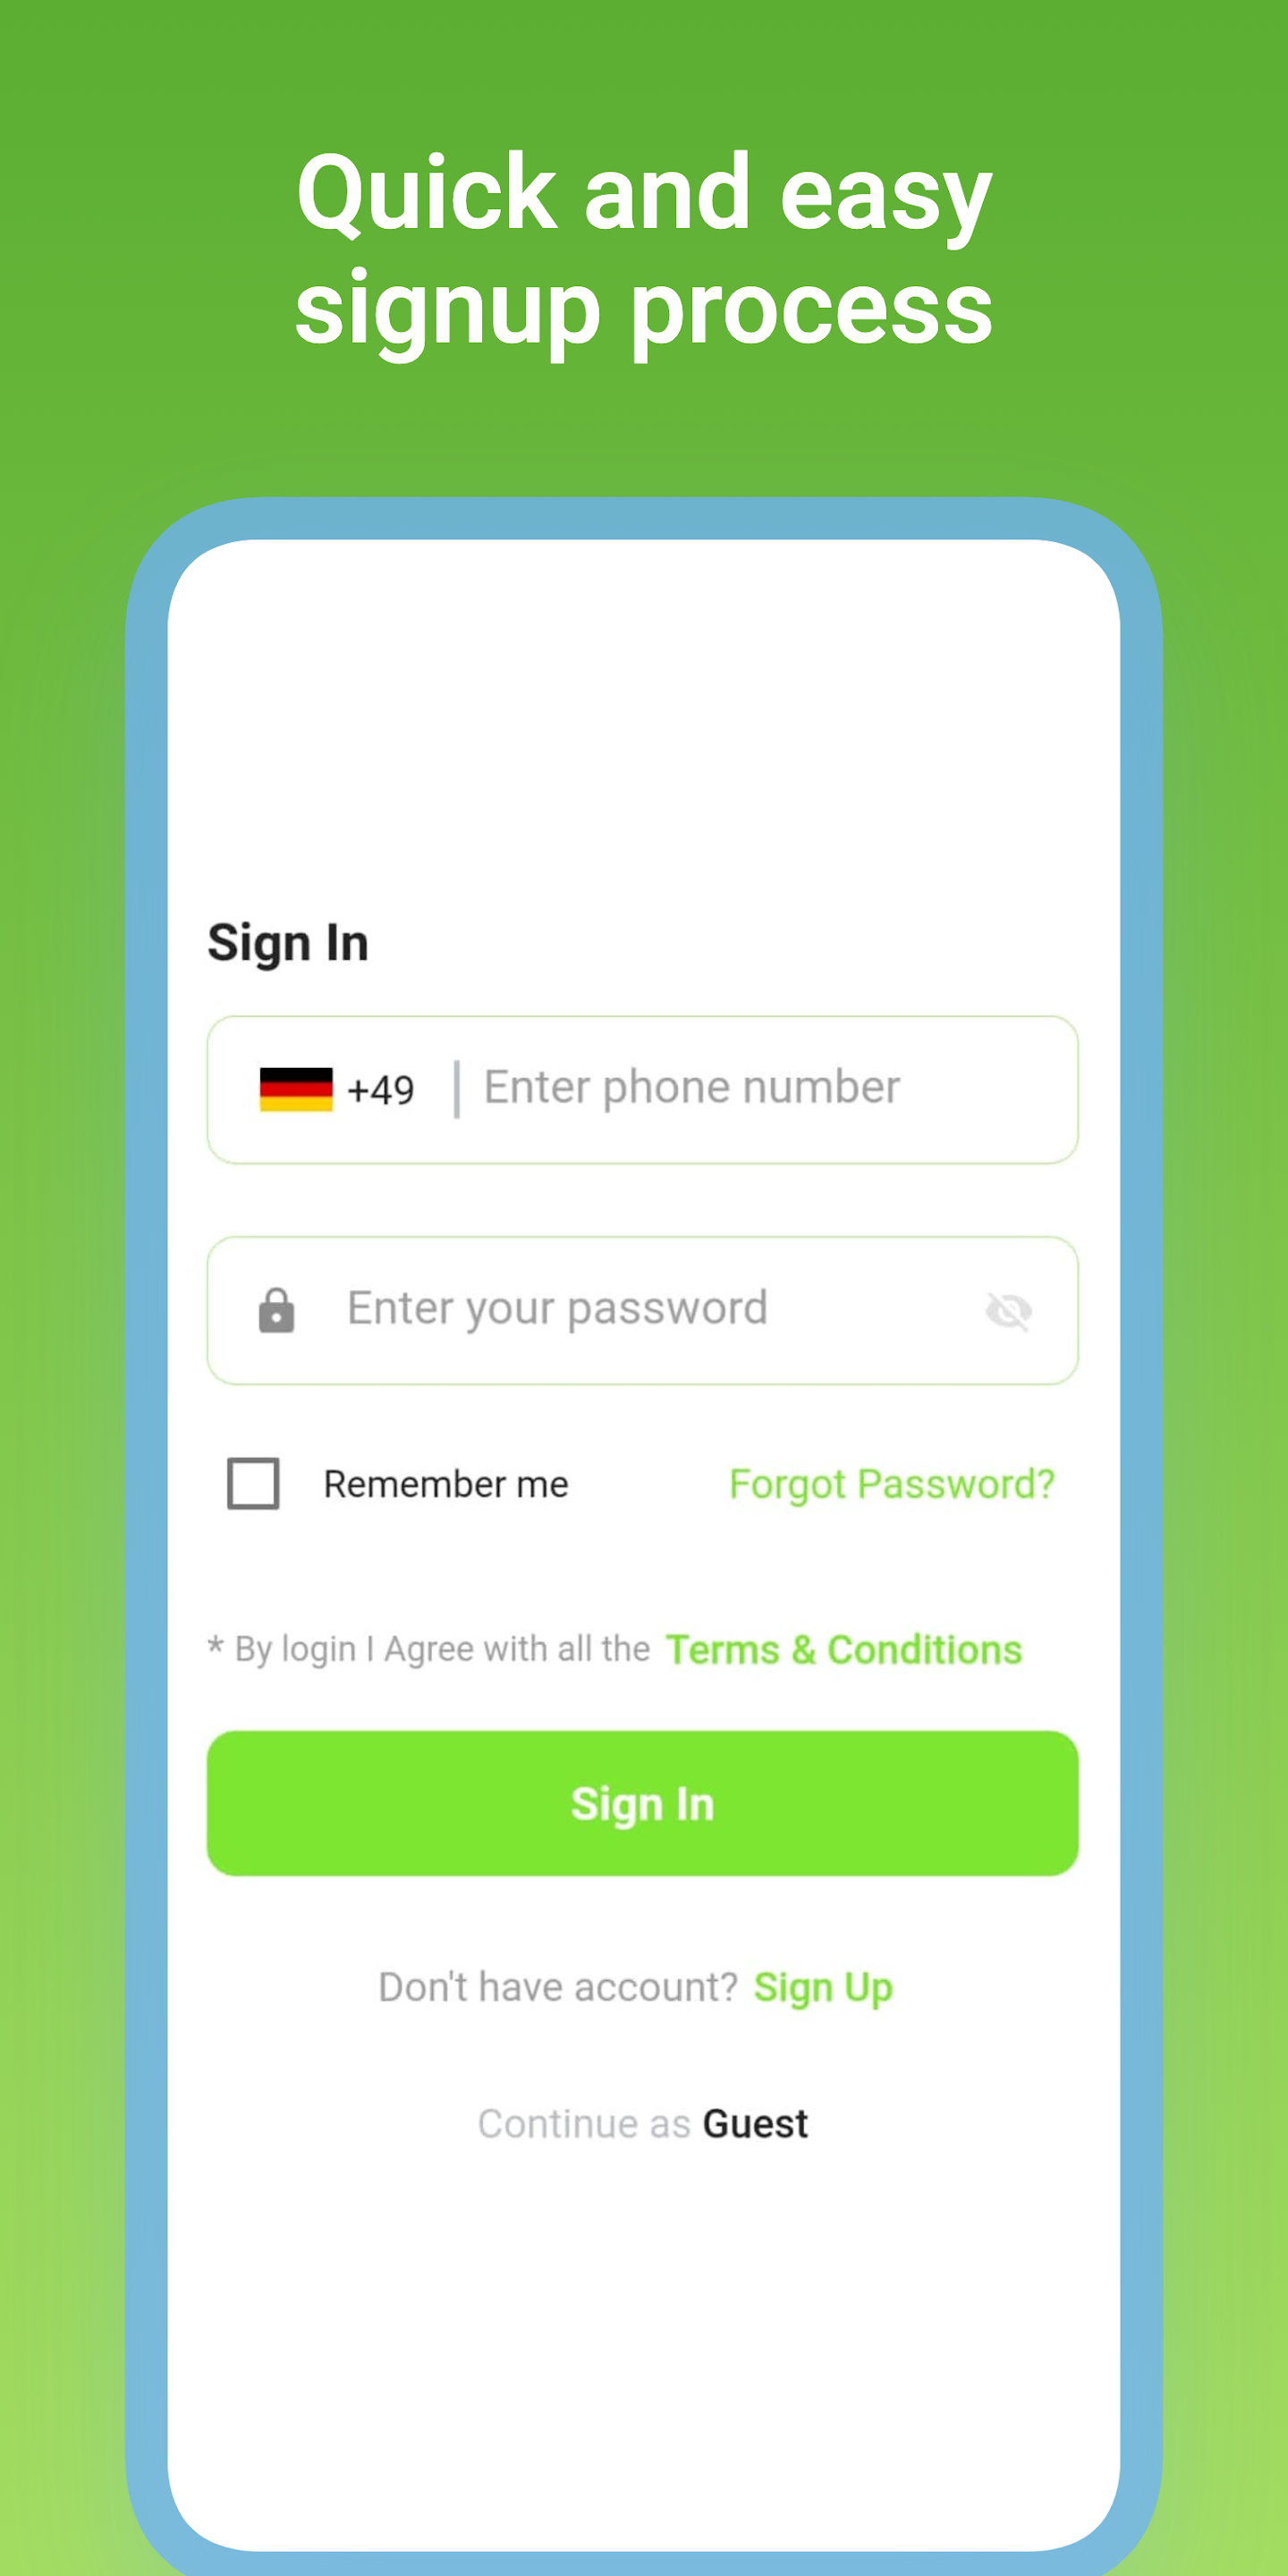 Quick and easy
signup process
Sign In
+49 Enter phone number
Enter your password
Remember me Forgot Password?
* By login I Agree with all the Terms & Conditions
Sign In
Don't have account? Sign Up
Continue as Guest